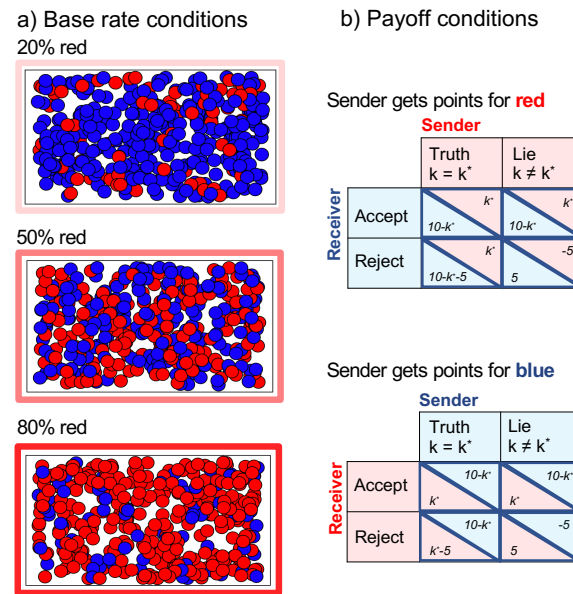 a) Base rate conditions
20% red
50% red
80% red
b) Payoff conditions
Sender gets points for red
Sender
Truth
k = k*
Lie
k ≠ k*
Receiver
Accept
k*
10-k*
k*
10-k*
Reject
k*
10-k*-5
-5
5
Sender gets points for blue
Sender
Truth
k = k*
Lie
k ≠ k*
Receiver
Accept
10-k*
k*
10-k*
k*
Reject
10-k*
k*-5
-5
5